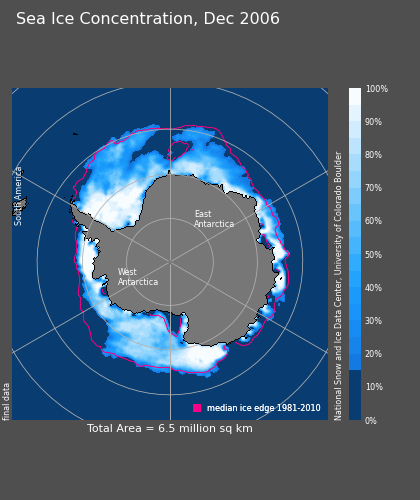 Sea Ice Concentration, Dec 2006
South America
East
Antarctica
West
Antarctica
median ice edge 1981-2010
final data
Total Area = 6.5 million sq km
National Snow and Ice Data Center, University of Colorado Boulder
100%
90%
80%
70%
60%
50%
40%
30%
20%
10%
0%